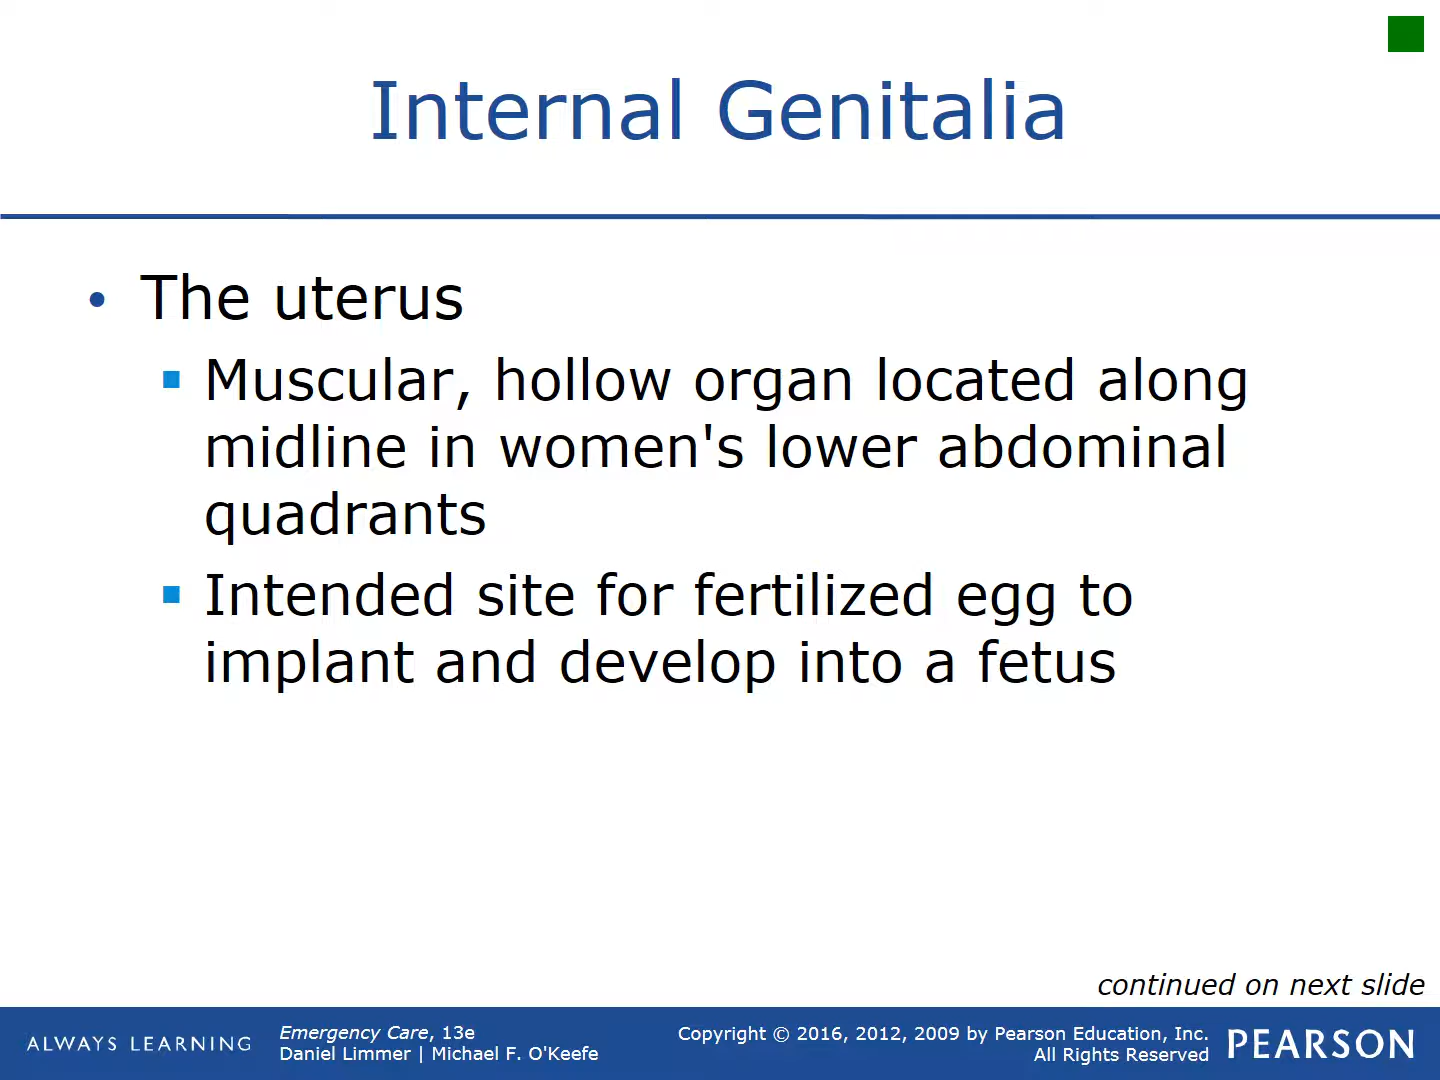 Internal Genitalia
• The uterus
▪ Muscular, hollow organ located along
midline in women's lower abdominal
quadrants
▪ Intended site for fertilized egg to
implant and develop into a fetus
continued on next slide
ALWAYS LEARNING
Emergency Care, 13e
Daniel Limmer | Michael F. O'Keefe
Copyright © 2016, 2012, 2009 by Pearson Education, Inc.
All Rights Reserved
PEARSON